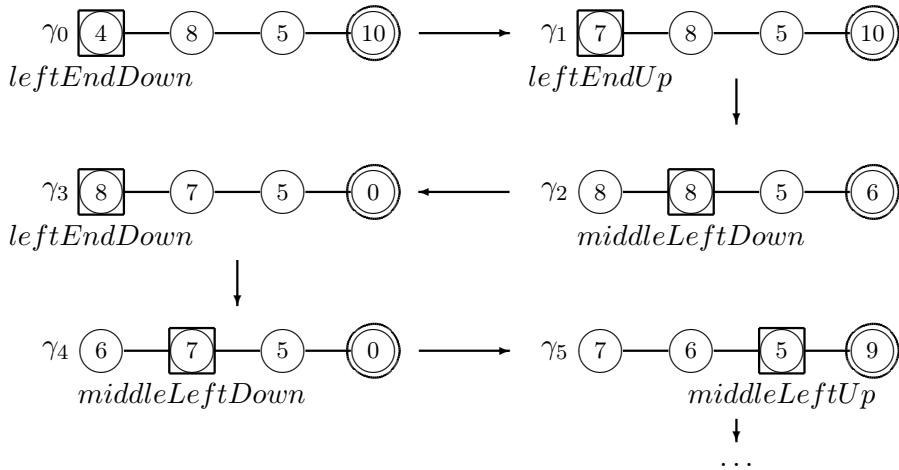 γ0 4 8 5 10 γ1 7 8 5 10
leftEndDown leftEndUp
γ3 8 7 5 0 γ2 8 8 5 6
leftEndDown middleLeftDown
γ4 6 7 5 0 γ5 7 6 5 9
middleLeftDown middleLeftUp
...